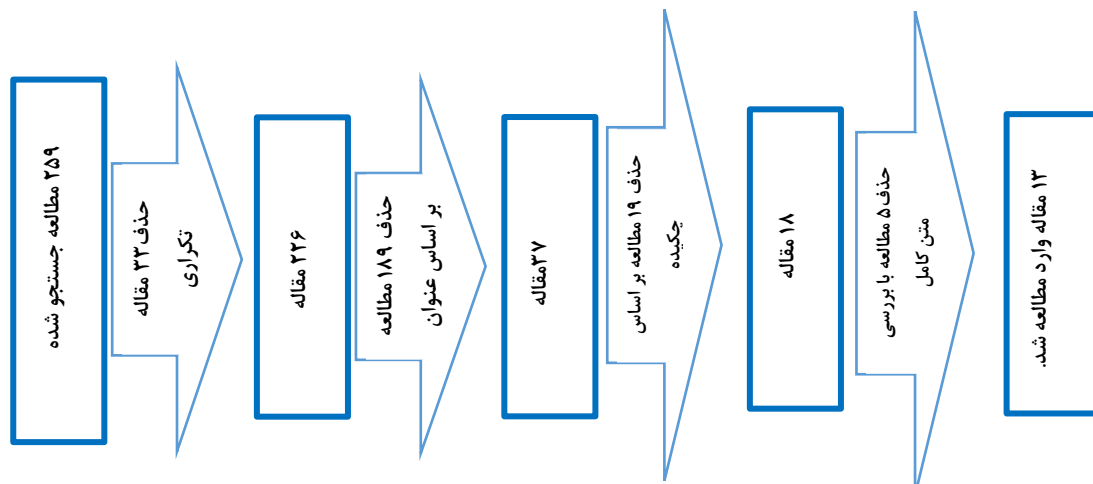 ۲۵۹ مطالعه جستجو شده
حذف ۳۳ مقاله
تکراری
۲۲۶ مقاله
حذف ۱۸۹ مطالعه
بر اساس عنوان
۳۷مقاله
حذف ۱۹ مطالعه بر اساس
چکیده
۱۸ مقاله
حذف ۵ مطالعه با بررسی
متن کامل
۱۳ مقاله وارد مطالعه شد.